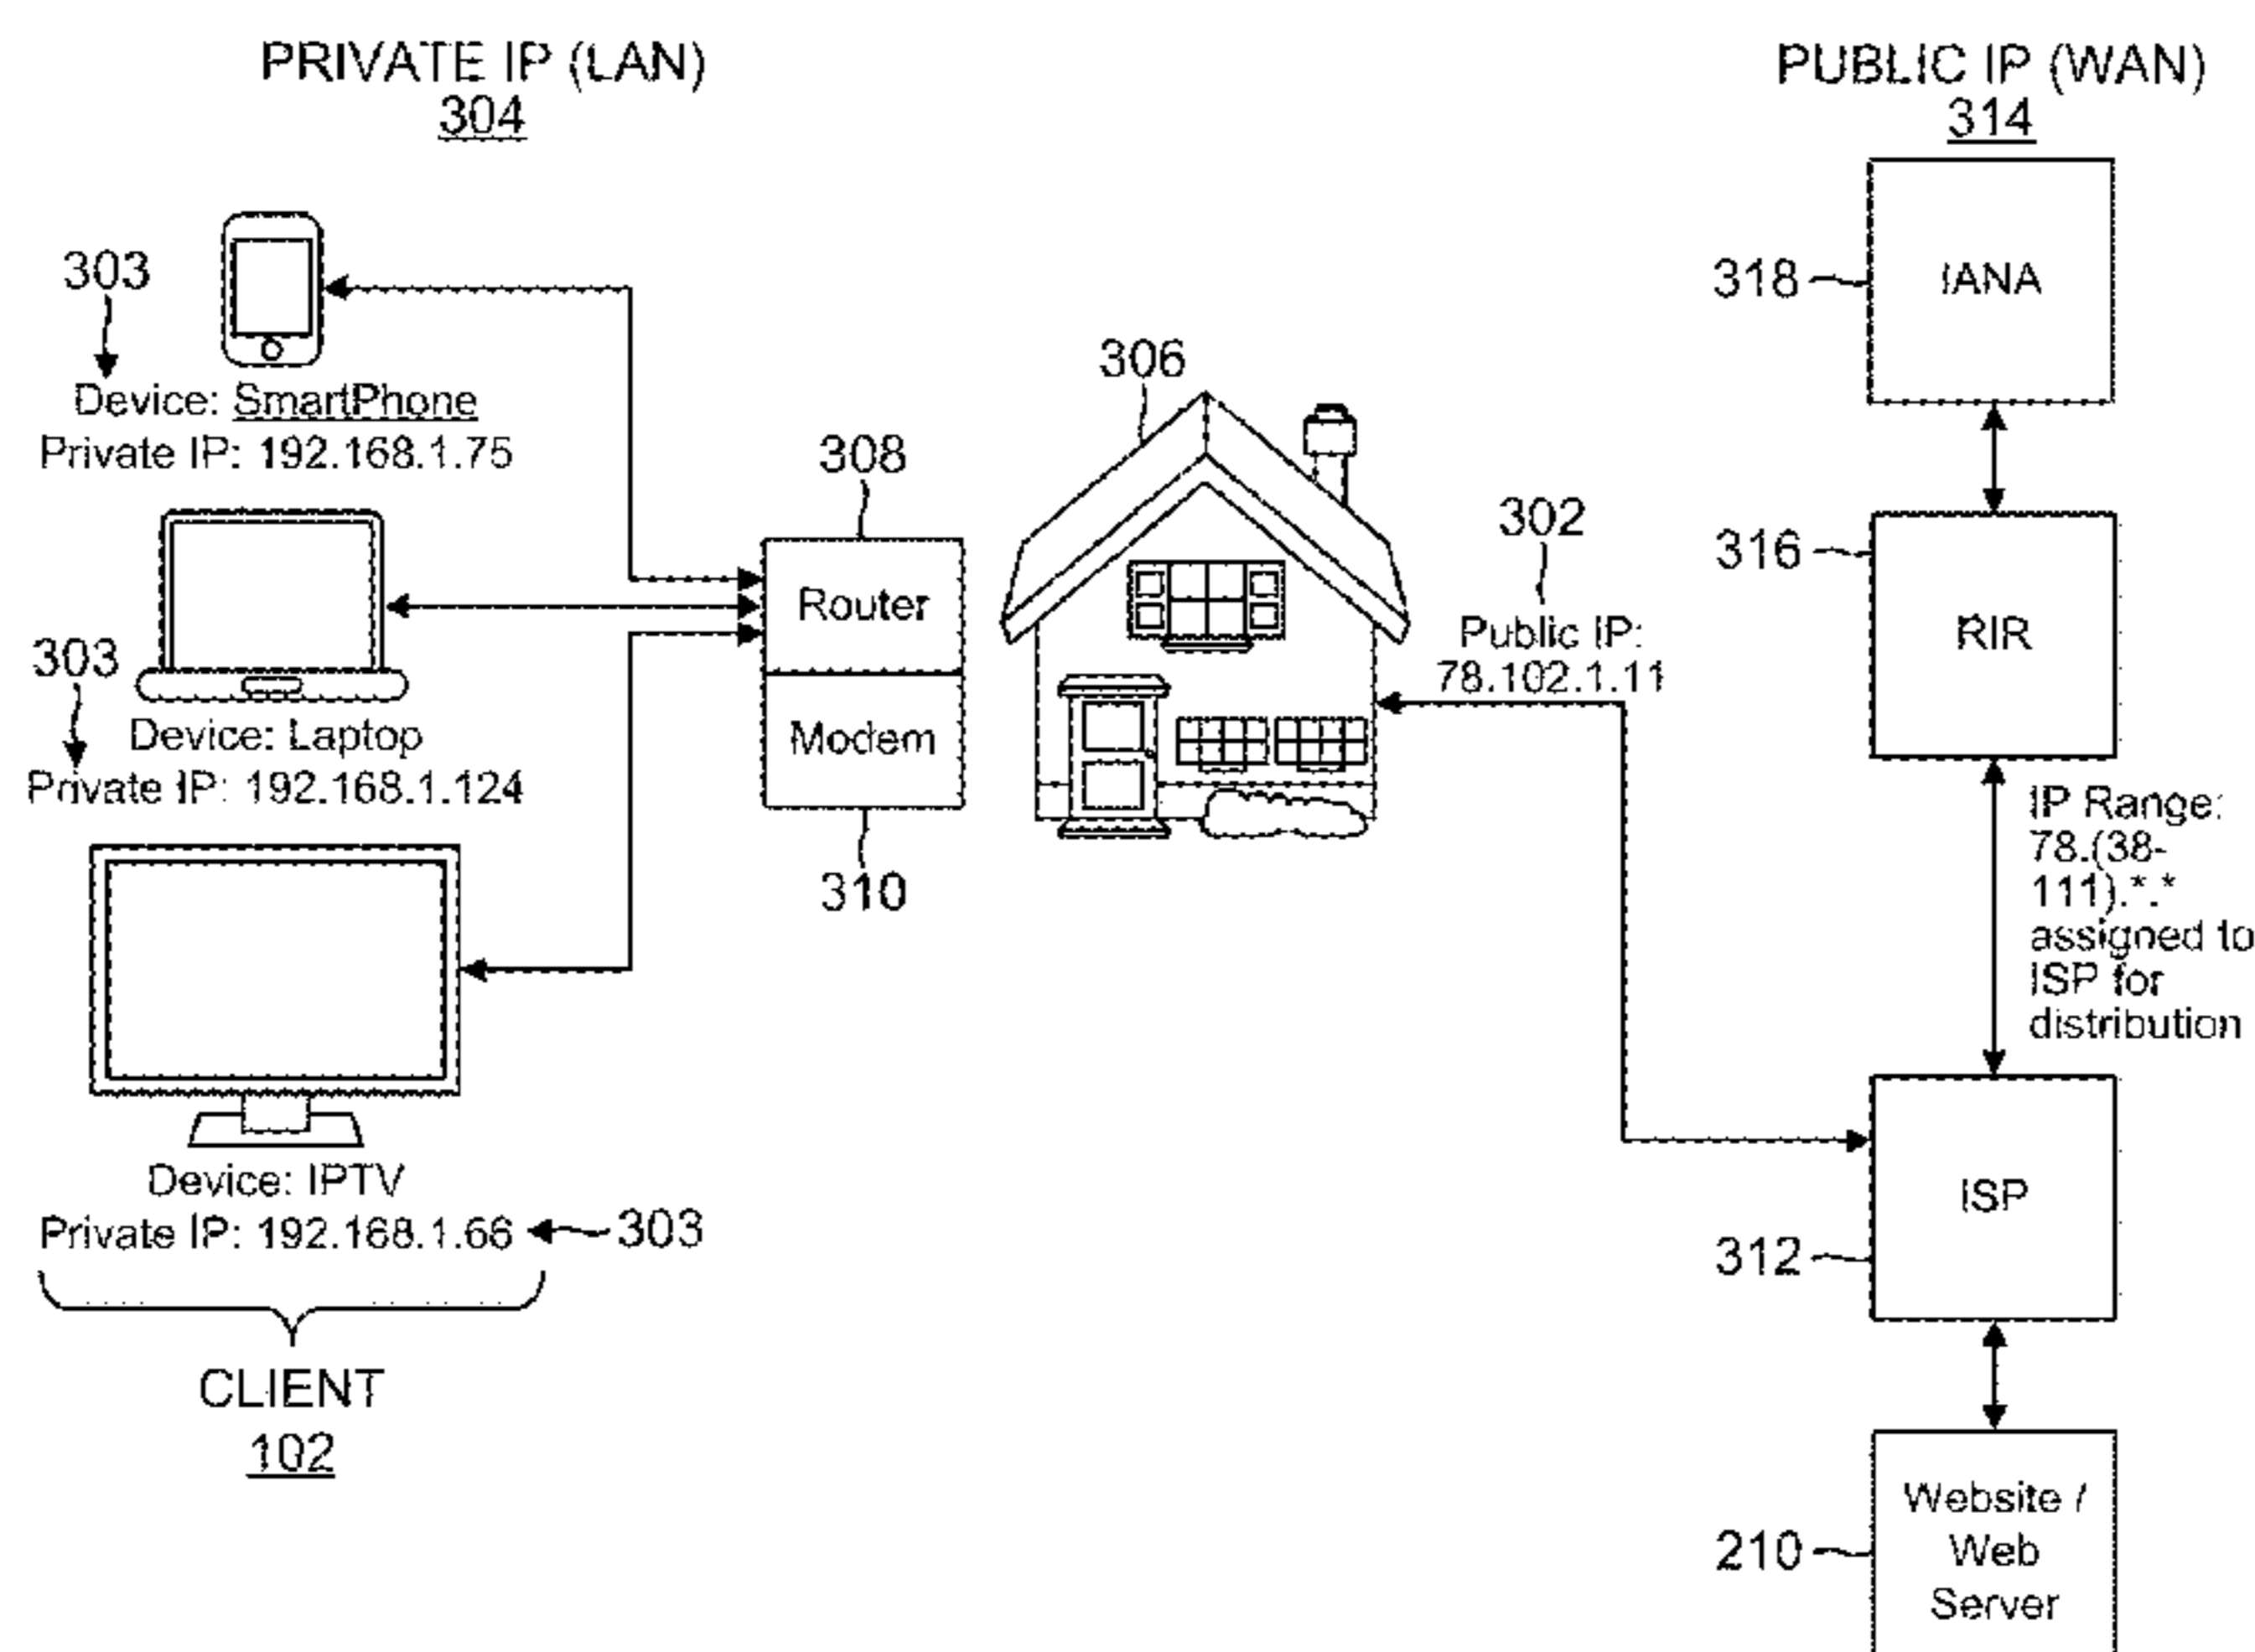 PRIVATE IP (LAN)
304
303
Device: SmartPhone
Private IP: 192.168.1.75
303
Device: Laptop
Private IP: 192.168.1.124
Device: IPTV
Private IP: 192.168.1.66
303
CLIENT
102
308
Router
Modem
310
306
302
Public IP:
78.102.1.11
PUBLIC IP (WAN)
314
318
IANA
316
RIR
IP Range:
78.(38-
111).*.*
assigned to
ISP for
distribution
ISP
312
210
Website /
Web
Server